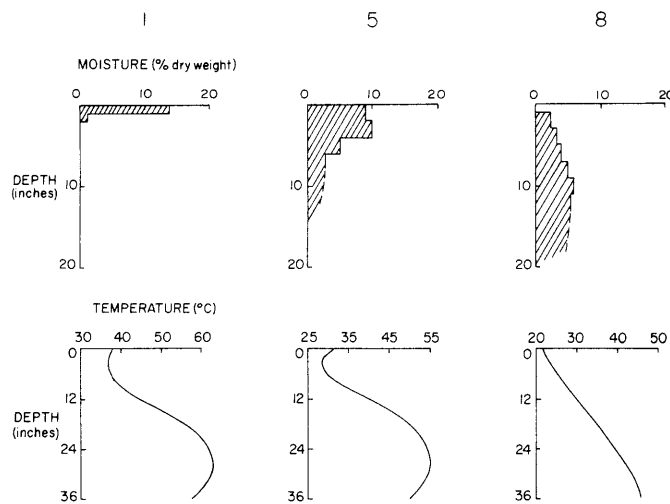 1 5 8
MOISTURE (% dry weight)
0 10 20 0 10 20 0 10 20
DEPTH
(inches)
10 10 10
20 20 20
TEMPERATURE (°C)
30 40 50 60 25 35 45 55 20 30 40 50
0 0 0
12 12 12
DEPTH
(inches)
24 24 24
36 36 36